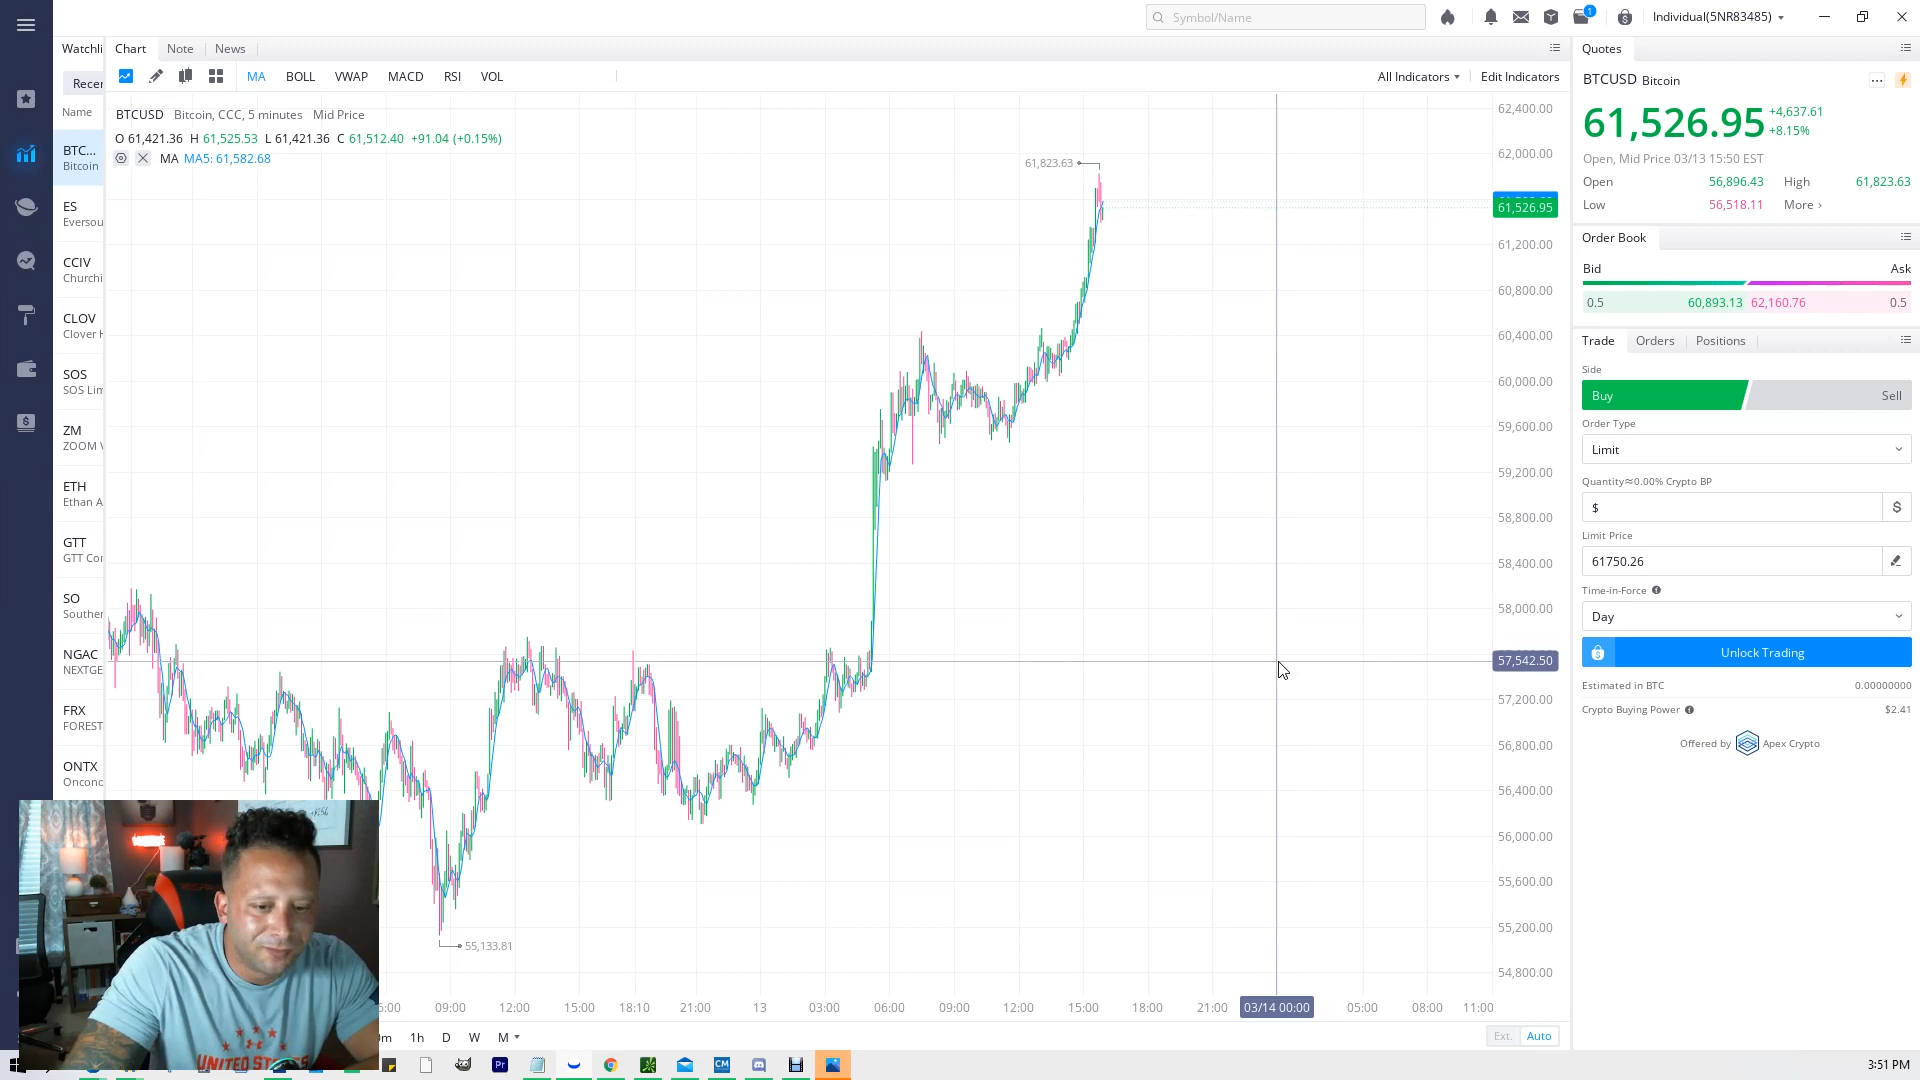 Symbol/Name
1
Individual(5NR83485)
Watchli
Recer
Name
BTC...
Bitcoin
ES
Eversou
CCIV
Churchi
CLOV
Clover H
SOS
SOS Lim
ZM
ZOOM V
ETH
Ethan A
GTT
GTT Cor
SO
Souther
NGAC
NEXTGE
FRX
FOREST
ONTX
Onconc
Chart Note News
MA BOLL VWAP MACD RSI VOL
All Indicators Edit Indicators
BTCUSD Bitcoin, CCC, 5 minutes Mid Price
O 61,421.36 H 61,525.53 L 61,421.36 C 61,512.40 +91.04 (+0.15%)
MA MA5: 61,582.68
61,823.63
55,133.81
62,400.00
62,000.00
61,526.95
61,200.00
60,800.00
60,400.00
60,000.00
59,600.00
59,200.00
58,800.00
58,400.00
58,000.00
57,542.50
57,200.00
56,800.00
56,400.00
56,000.00
55,600.00
55,200.00
54,800.00
6:00 09:00 12:00 15:00 18:10 21:00 13 03:00 06:00 09:00 12:00 15:00 18:00 21:00 03/14 00:00 05:00 08:00 11:00
0m 1h D W M
Ext. Auto
Quotes
BTCUSD Bitcoin
61,526.95 +4,637.61
+8.15%
Open, Mid Price 03/13 15:50 EST
Open 56,896.43 High 61,823.63
Low 56,518.11 More ›
Order Book
Bid Ask
0.5 60,893.13 62,160.76 0.5
Trade Orders Positions
Side
Buy Sell
Order Type
Limit
Quantity≈0.00% Crypto BP
$ $
Limit Price
61750.26
Time-in-Force
Day
Unlock Trading
Estimated in BTC 0.00000000
Crypto Buying Power $2.41
Offered by Apex Crypto
UNITED STATES
Pr
CM
3:51 PM